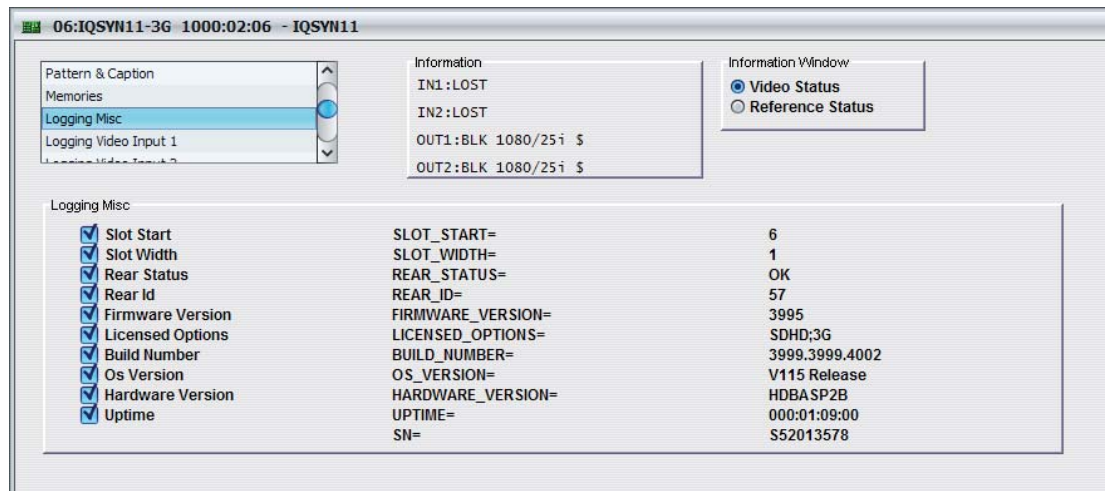 06:IQSYN11-3G 1000:02:06 - IQSYN11
Pattern & Caption
Memories
Logging Misc
Logging Video Input 1
Information
IN1:LOST
IN2:LOST
OUT1:BLK 1080/25i $
OUT2:BLK 1080/25i $
Information Window
Video Status
Reference Status
Logging Misc
Slot Start SLOT_START= 6
Slot Width SLOT_WIDTH= 1
Rear Status REAR_STATUS= OK
Rear Id REAR_ID= 57
Firmware Version FIRMWARE_VERSION= 3995
Licensed Options LICENSED_OPTIONS= SDHD;3G
Build Number BUILD_NUMBER= 3999.3999.4002
Os Version OS_VERSION= V115 Release
Hardware Version HARDWARE_VERSION= HDBASP2B
Uptime UPTIME= 000:01:09:00
SN= S52013578